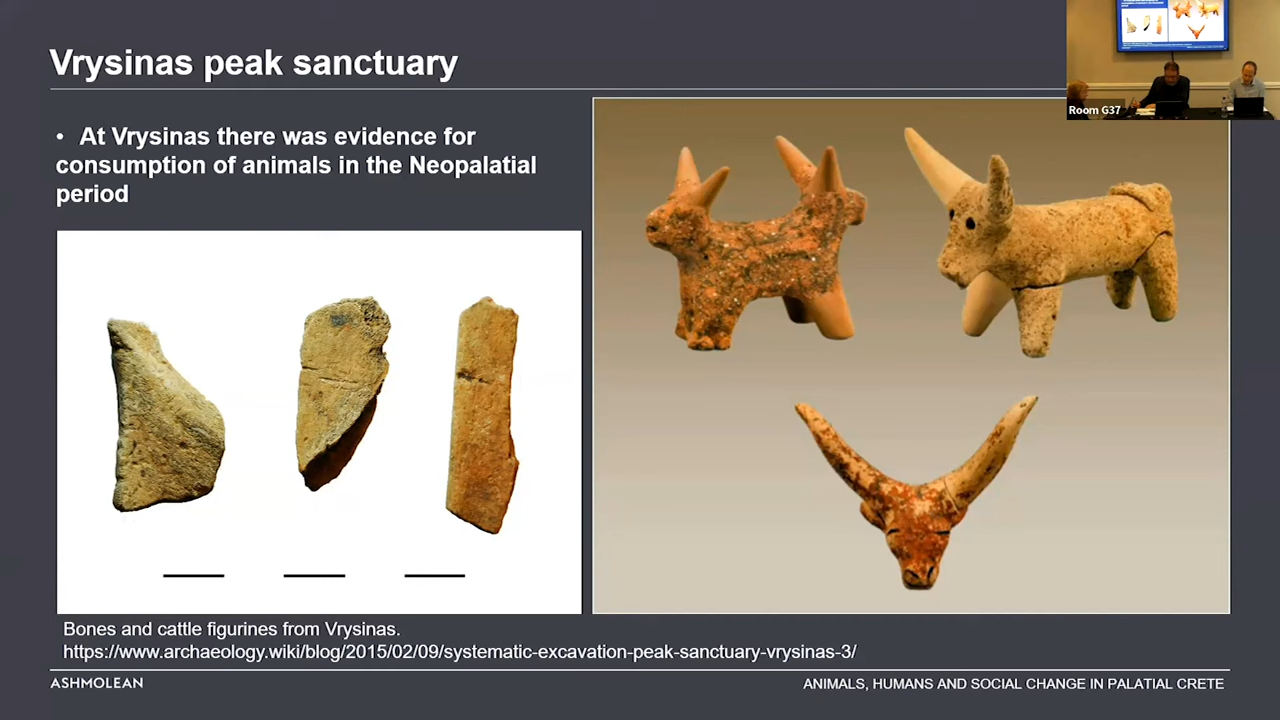 Vrysinas peak sanctuary
Room G37
• At Vrysinas there was evidence for
consumption of animals in the Neopalatial
period
Bones and cattle figurines from Vrysinas.
https://www.archaeology.wiki/blog/2015/02/09/systematic-excavation-peak-sanctuary-vrysinas-3/
ASHMOLEAN
ANIMALS, HUMANS AND SOCIAL CHANGE IN PALATIAL CRETE